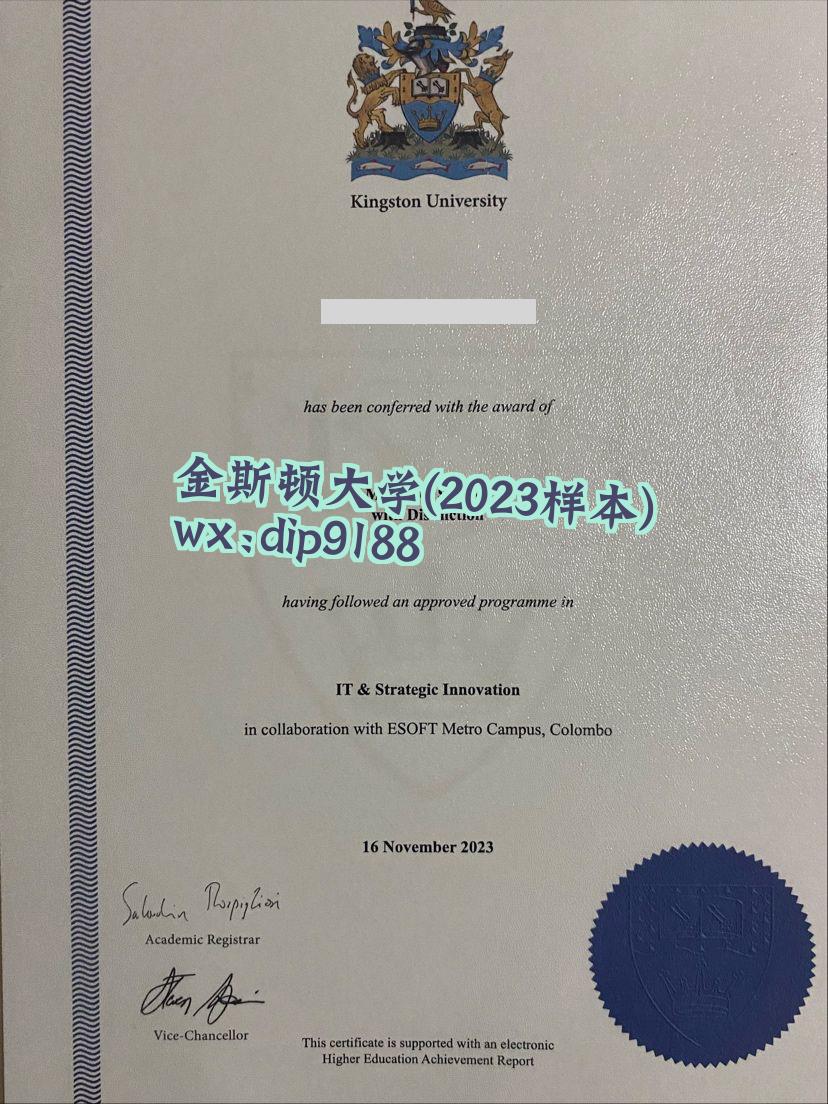 Kingston University
has been conferred with the award of
金斯顿大学(2023样本)
with Distinction
wx:dip9188
having followed an approved programme in
IT & Strategic Innovation
in collaboration with ESOFT Metro Campus, Colombo
16 November 2023
Academic Registrar
Vice-Chancellor
This certificate is supported with an electronic
Higher Education Achievement Report